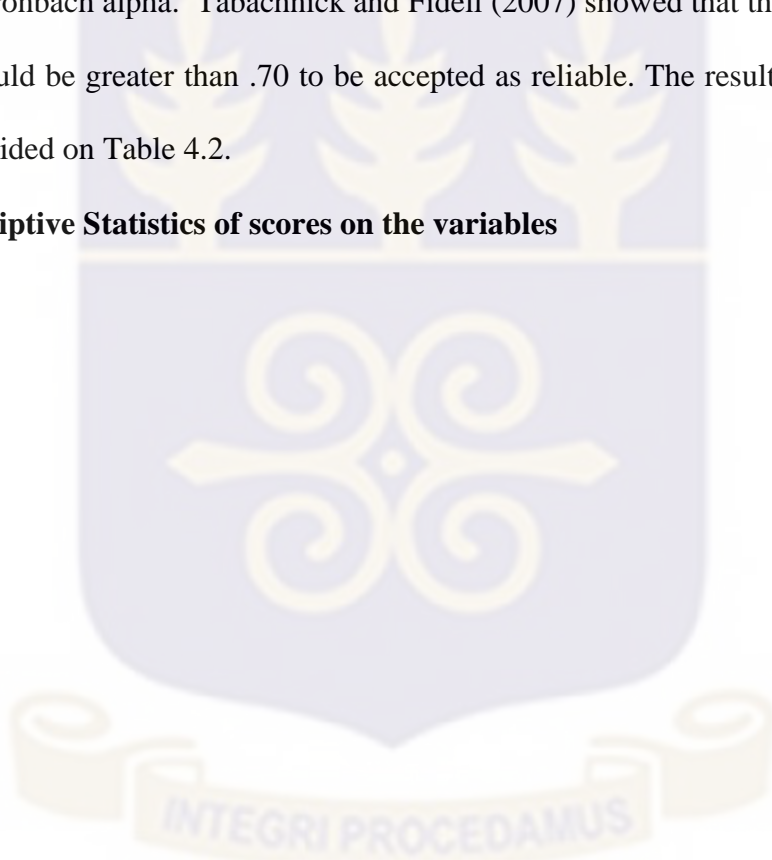 ronbach alpha. Tabachnick and Fidell (2007) showed that th
uld be greater than .70 to be accepted as reliable. The result
ided on Table 4.2.
iptive Statistics of scores on the variables
INTEGRI PROCEDAMUS